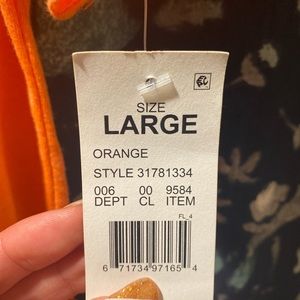 SIZE
LARGE
ORANGE
STYLE 31781334
006 00 9584
DEPT CL ITEM
FL_4
6 71734 97165 4